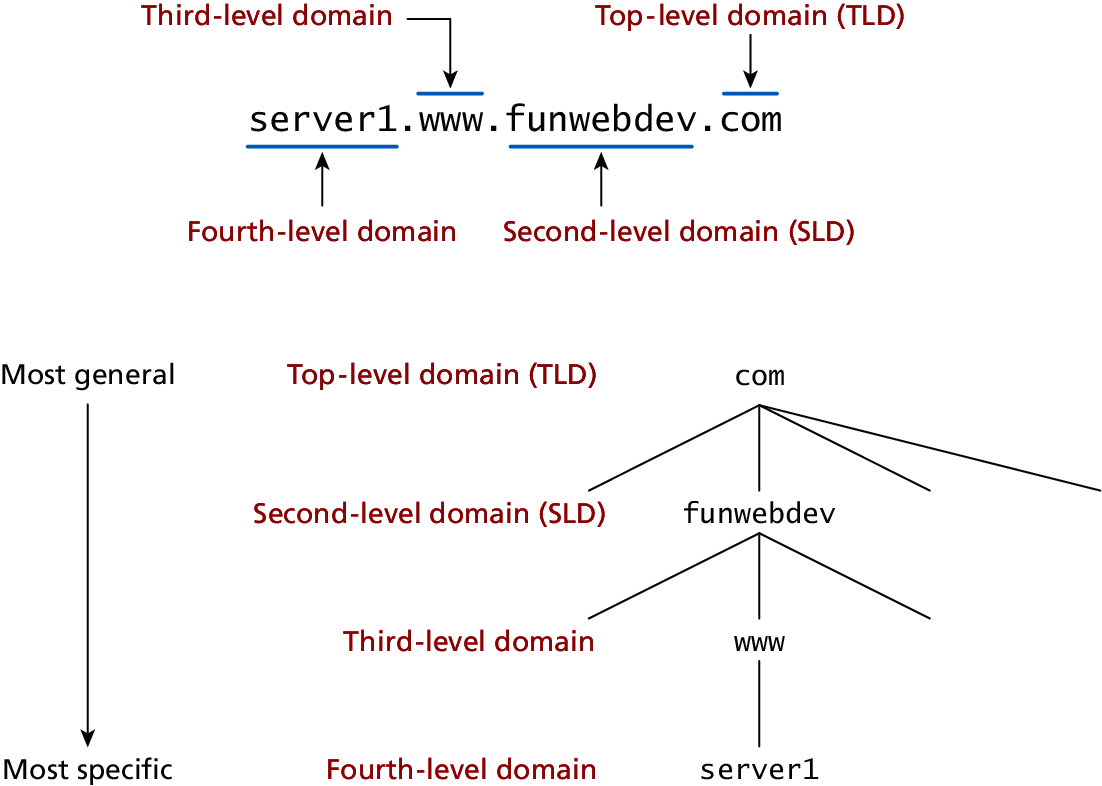 Third-level domain Top-level domain (TLD)
server1.www.funwebdev.com
Fourth-level domain Second-level domain (SLD)
Most general Top-level domain (TLD) com
Second-level domain (SLD) funwebdev
Third-level domain www
Most specific Fourth-level domain server1